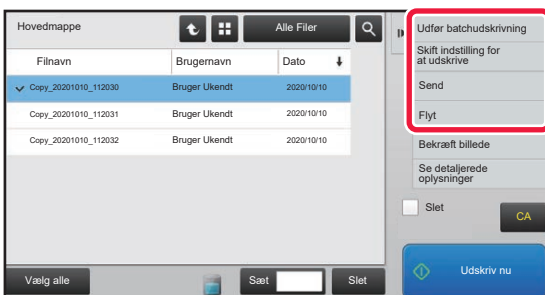 Hovedmappe
Alle Filer
Filnavn Brugernavn Dato
Copy_20201010_112030 Bruger Ukendt 2020/10/10
Copy_20201010_112031 Bruger Ukendt 2020/10/10
Copy_20201010_112032 Bruger Ukendt 2020/10/10
Vælg alle
Sæt
Slet
Udfør batchudskrivning
Skift indstilling for
at udskrive
Send
Flyt
Bekræft billede
Se detaljerede
oplysninger
Slet
CA
Udskriv nu